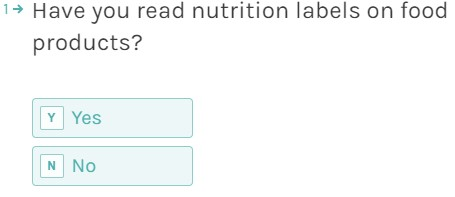 1→ Have you read nutrition labels on food
products?
Y Yes
N No